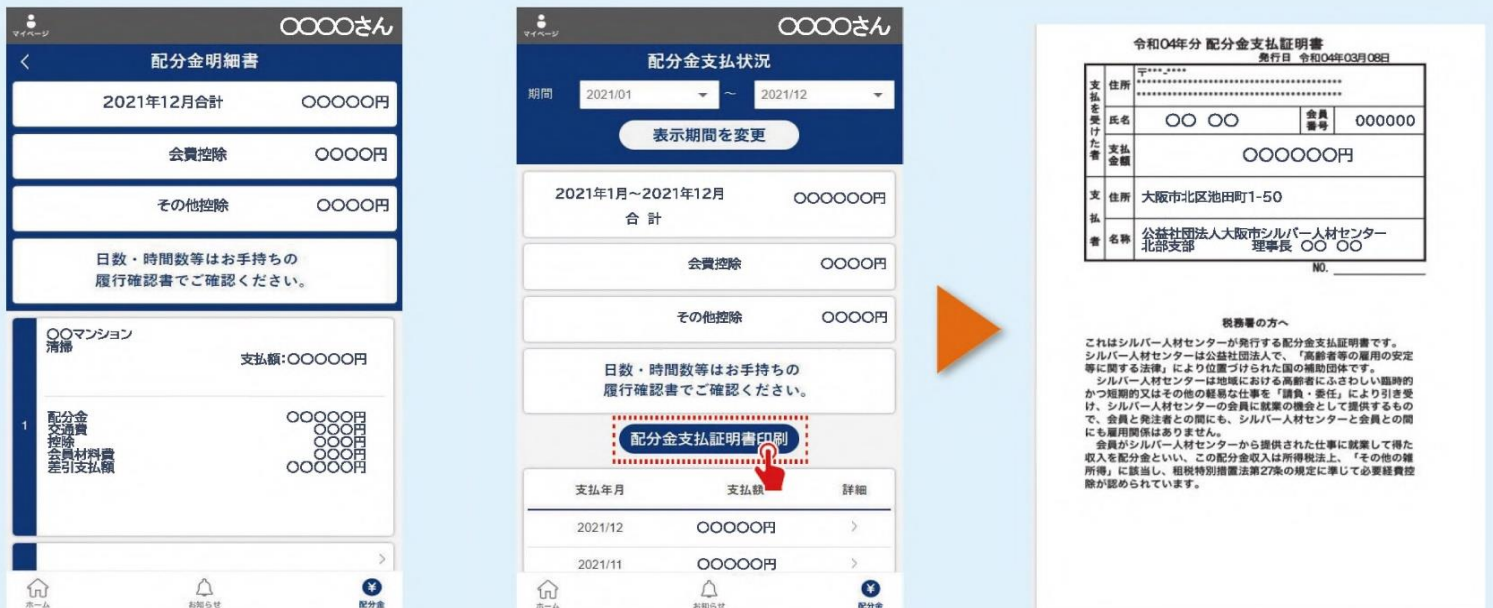 マイページ
○○○○さん
配分金明細書
2021年12月合計 ○○○○○円
会費控除 ○○○○円
その他控除 ○○○○円
日数・時間数等はお手持ちの
履行確認書でご確認ください。
○○マンション
清掃
支払額:○○○○○円
1
配分金 ○○○○○円
交通費 ○○○円
控除 ○○○円
会員材料費 ○○○円
差引支払額 ○○○○○円
ホーム
お知らせ
配分金
マイページ
○○○○さん
配分金支払状況
期間 2021/01 ~ 2021/12
表示期間を変更
2021年1月~2021年12月
合 計
○○○○○○円
会費控除 ○○○○円
その他控除 ○○○○円
日数・時間数等はお手持ちの
履行確認書でご確認ください。
配分金支払証明書印刷
支払年月 支払額 詳細
2021/12 ○○○○○円
2021/11 ○○○○○円
ホーム
お知らせ
配分金
令和04年分 配分金支払証明書
発行日 令和04年03月08日
支払を受けた者
住所 〒***-****
****************************************
****************************************
氏名 ○○ ○○ 会員番号 000000
支払金額 ○○○○○○円
支払者
住所 大阪市北区池田町1-50
名称 公益社団法人大阪市シルバー人材センター
北部支部 理事長 ○○ ○○
NO.
税務署の方へ
これはシルバー人材センターが発行する配分金支払証明書です。
シルバー人材センターは公益社団法人で、「高齢者等の雇用の安定
等に関する法律」により位置づけられた国の補助団体です。
シルバー人材センターは地域における高齢者にふさわしい臨時的
かつ短期的又はその他の軽易な仕事を「請負・委任」により引き受
け、シルバー人材センターの会員に就業の機会として提供するもの
で、会員と発注者との間にも、シルバー人材センターと会員との間
にも雇用関係はありません。
会員がシルバー人材センターから提供された仕事に就業して得た
収入を配分金といい、この配分金収入は所得税法上、「その他の雑
所得」に該当し、租税特別措置法第27条の規定に準じて必要経費控
除が認められています。